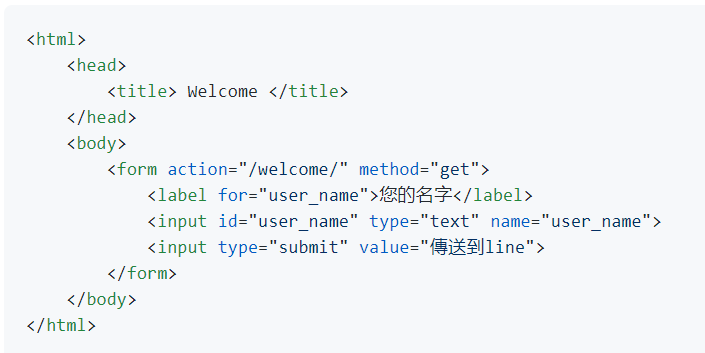 <html>
    <head>
        <title> Welcome </title>
    </head>
    <body>
        <form action="/welcome/" method="get">
            <label for="user_name">您的名字</label>
            <input id="user_name" type="text" name="user_name">
            <input type="submit" value="傳送到line">
        </form>
    </body>
</html>